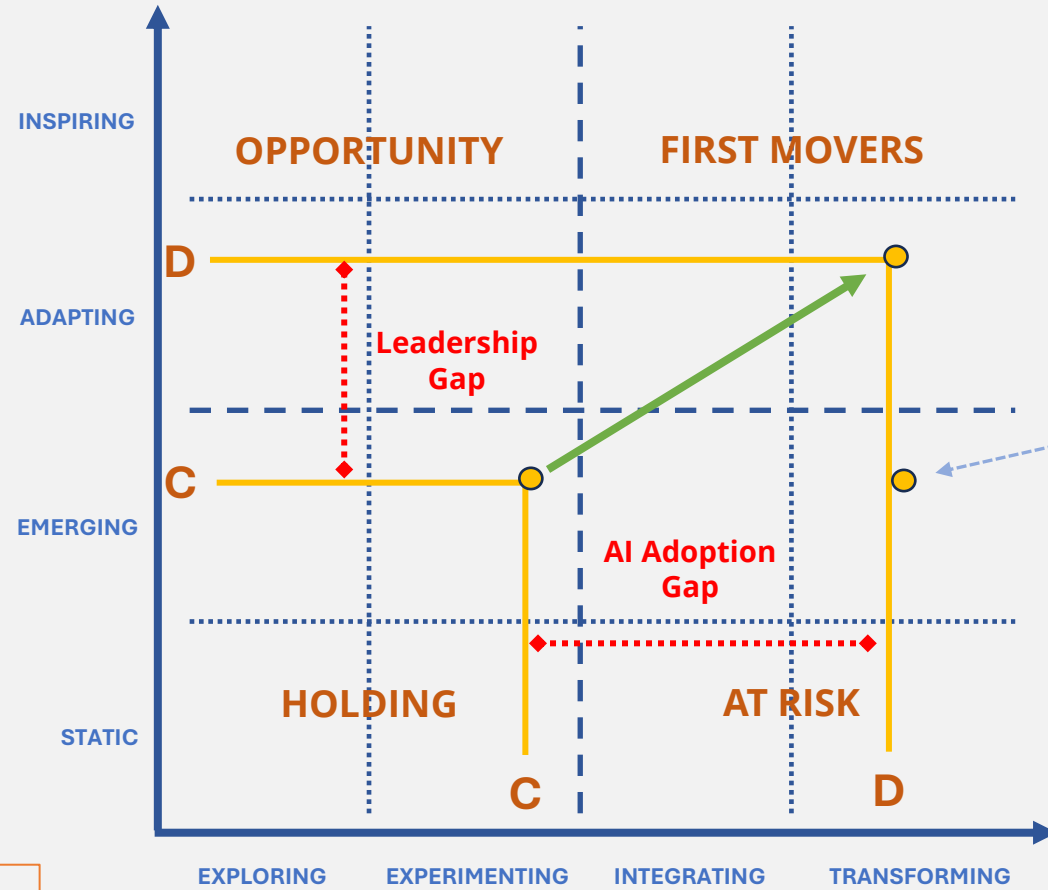 INSPIRING
OPPORTUNITY
FIRST MOVERS
D
ADAPTING
Leadership
Gap
C
EMERGING
AI Adoption
Gap
HOLDING
AT RISK
STATIC
C
D
EXPLORING
EXPERIMENTING
INTEGRATING
TRANSFORMING